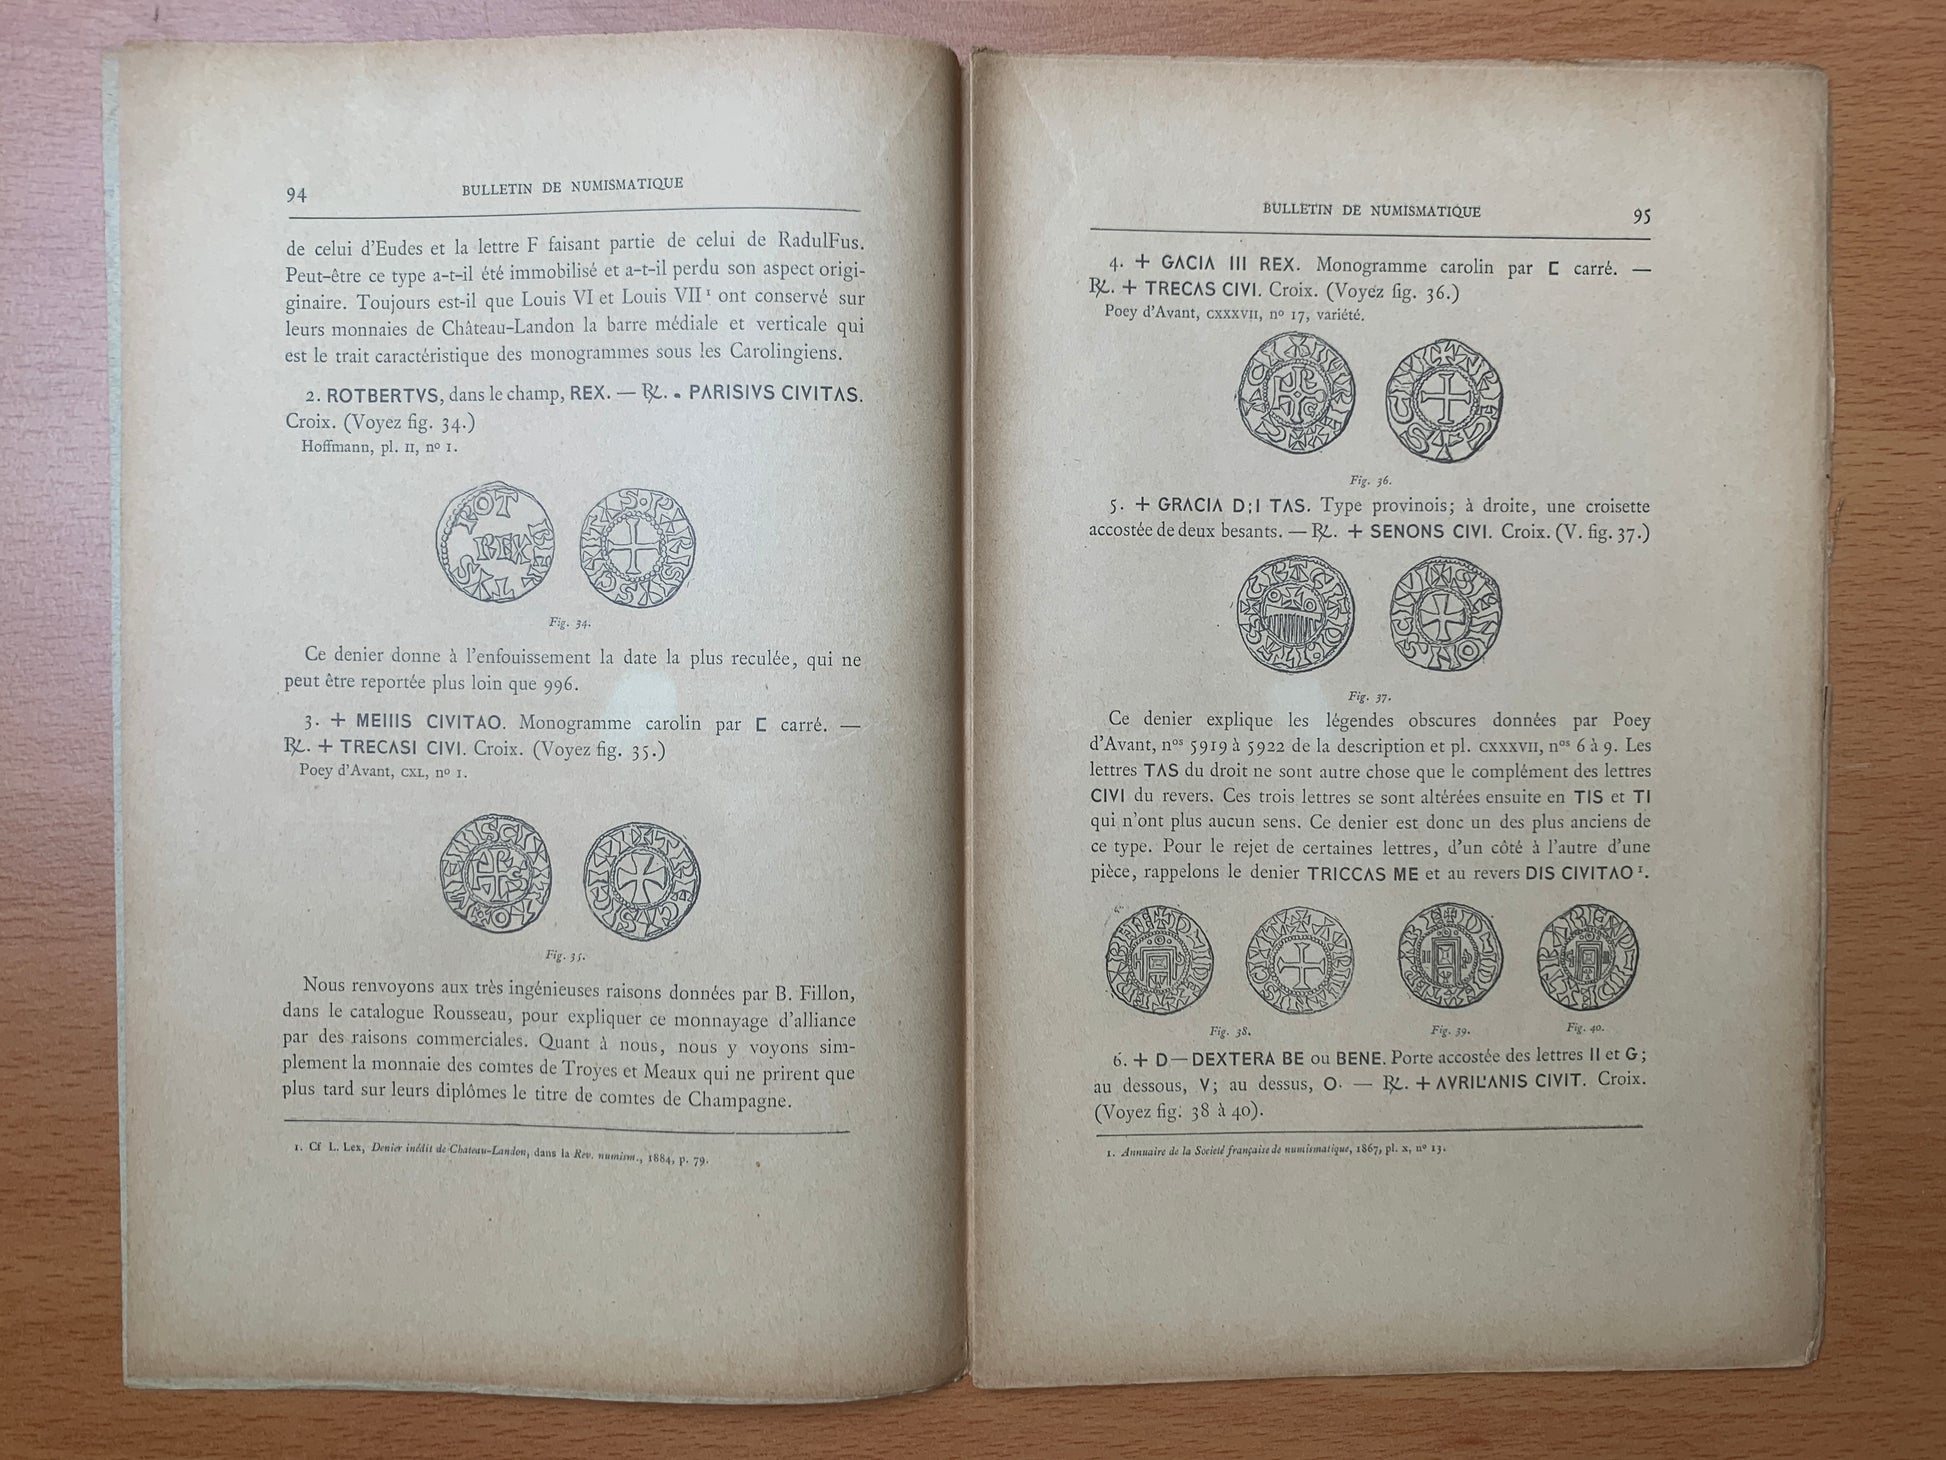 94
BULLETIN DE NUMISMATIQUE
de celui d'Eudes et la lettre F faisant partie de celui de RadulFus.
Peut-être ce type a-t-il été immobilisé et a-t-il perdu son aspect origi-
ginaire. Toujours est-il que Louis VI et Louis VII¹ ont conservé sur
leurs monnaies de Château-Landon la barre médiale et verticale qui
est le trait caractéristique des monogrammes sous les Carolingiens.
2. ROTBERTVS, dans le champ, REX. — ℞. • PΛRISIVS CIVITΛS.
Croix. (Voyez fig. 34.)
Hoffmann, pl. II, nº 1.
ROT
REX
Fig. 34.
Ce denier donne à l'enfouissement la date la plus reculée, qui ne
peut être reportée plus loin que 996.
3. + MEIIIS CIVITAO. Monogramme carolin par C carré. —
℞. + TRECASI CIVI. Croix. (Voyez fig. 35.)
Poey d'Avant, CXL, nº 1.
Fig. 35.
Nous renvoyons aux très ingénieuses raisons données par B. Fillon,
dans le catalogue Rousseau, pour expliquer ce monnayage d'alliance
par des raisons commerciales. Quant à nous, nous y voyons sim-
plement la monnaie des comtes de Troyes et Meaux qui ne prirent que
plus tard sur leurs diplômes le titre de comtes de Champagne.
1. Cf L. Lex, Denier inédit de Chateau-Landon, dans la Rev. numism., 1884, p. 79.
BULLETIN DE NUMISMATIQUE
95
4. + GΛCIΛ III REX. Monogramme carolin par C carré. —
℞. + TRECΛS CIVI. Croix. (Voyez fig. 36.)
Poey d'Avant, CXXXVII, nº 17, variété.
Fig. 36.
5. + GRΛCIΛ D;I TΛS. Type provinois; à droite, une croisette
accostée de deux besants. — ℞. + SENONS CIVI. Croix. (V. fig. 37.)
Fig. 37.
Ce denier explique les légendes obscures données par Poey
d'Avant, nos 5919 à 5922 de la description et pl. CXXXVII, nos 6 à 9. Les
lettres TΛS du droit ne sont autre chose que le complément des lettres
CIVI du revers. Ces trois lettres se sont altérées ensuite en TIS et TI
qui n'ont plus aucun sens. Ce denier est donc un des plus anciens de
ce type. Pour le rejet de certaines lettres, d'un côté à l'autre d'une
pièce, rappelons le denier TRICCAS ME et au revers DIS CIVITΛO¹.
Fig. 38.
Fig. 39.
Fig. 40.
6. + D—DEXTERA BE ou BENE. Porte accostée des lettres II et G;
au dessous, V; au dessus, O. — ℞. + ΛVRIL'ΛNIS CIVIT. Croix.
(Voyez fig. 38 à 40).
1. Annuaire de la Société française de numismatique, 1867, pl. X, nº 13.